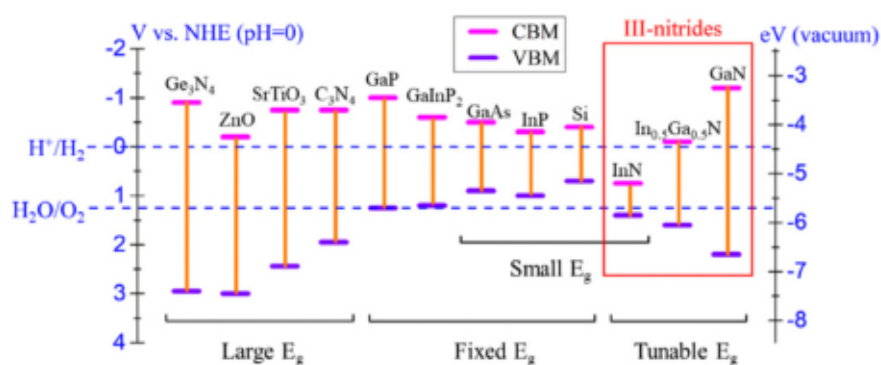 V vs. NHE (pH=0)
CBM
VBM
III-nitrides
eV (vacuum)
-2
-1
-0
1
2
3
4
H⁺/H₂
H₂O/O₂
Ge₃N₄
ZnO
SrTiO₃
C₃N₄
GaP
GaInP₂
GaAs
InP
Si
InN
In₀.₅Ga₀.₅N
GaN
-3
-4
-5
-6
-7
-8
Small E_g
Large E_g
Fixed E_g
Tunable E_g